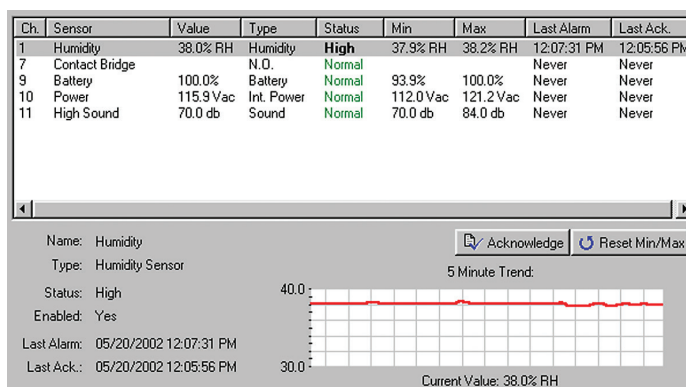 Ch. Sensor Value Type Status Min Max Last Alarm Last Ack.
1 Humidity 38.0% RH Humidity High 37.9% RH 38.2% RH 12:07:31 PM 12:05:56 PM
7 Contact Bridge N.O. Normal Never Never
9 Battery 100.0% Battery Normal 93.9% 100.0% Never Never
10 Power 115.9 Vac Int. Power Normal 112.0 Vac 121.2 Vac Never Never
11 High Sound 70.0 db Sound Normal 70.0 db 84.0 db Never Never
Name: Humidity
Acknowledge Reset Min/Max
Type: Humidity Sensor
5 Minute Trend:
Status: High
40.0
Enabled: Yes
Last Alarm: 05/20/2002 12:07:31 PM
Last Ack.: 05/20/2002 12:05:56 PM
30.0
Current Value: 38.0% RH